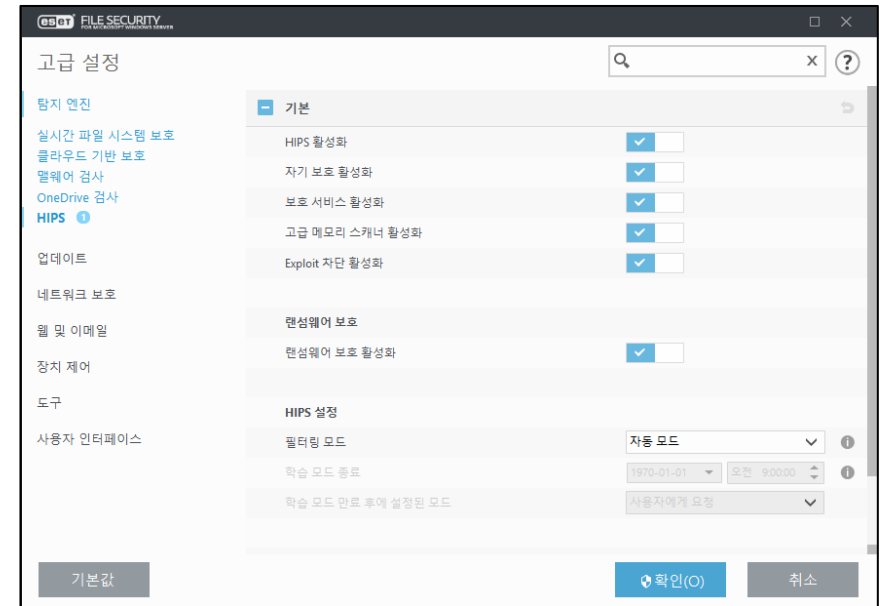 eset FILE SECURITY
FOR MICROSOFT WINDOWS SERVER
고급 설정
탐지 엔진
실시간 파일 시스템 보호
클라우드 기반 보호
맬웨어 검사
OneDrive 검사
HIPS 1
업데이트
네트워크 보호
웹 및 이메일
장치 제어
도구
사용자 인터페이스
기본
HIPS 활성화
자기 보호 활성화
보호 서비스 활성화
고급 메모리 스캐너 활성화
Exploit 차단 활성화
랜섬웨어 보호
랜섬웨어 보호 활성화
HIPS 설정
필터링 모드 자동 모드
학습 모드 종료 1970-01-01 오전 9:00:00
학습 모드 만료 후에 설정된 모드 사용자에게 요청
기본값 확인(O) 취소